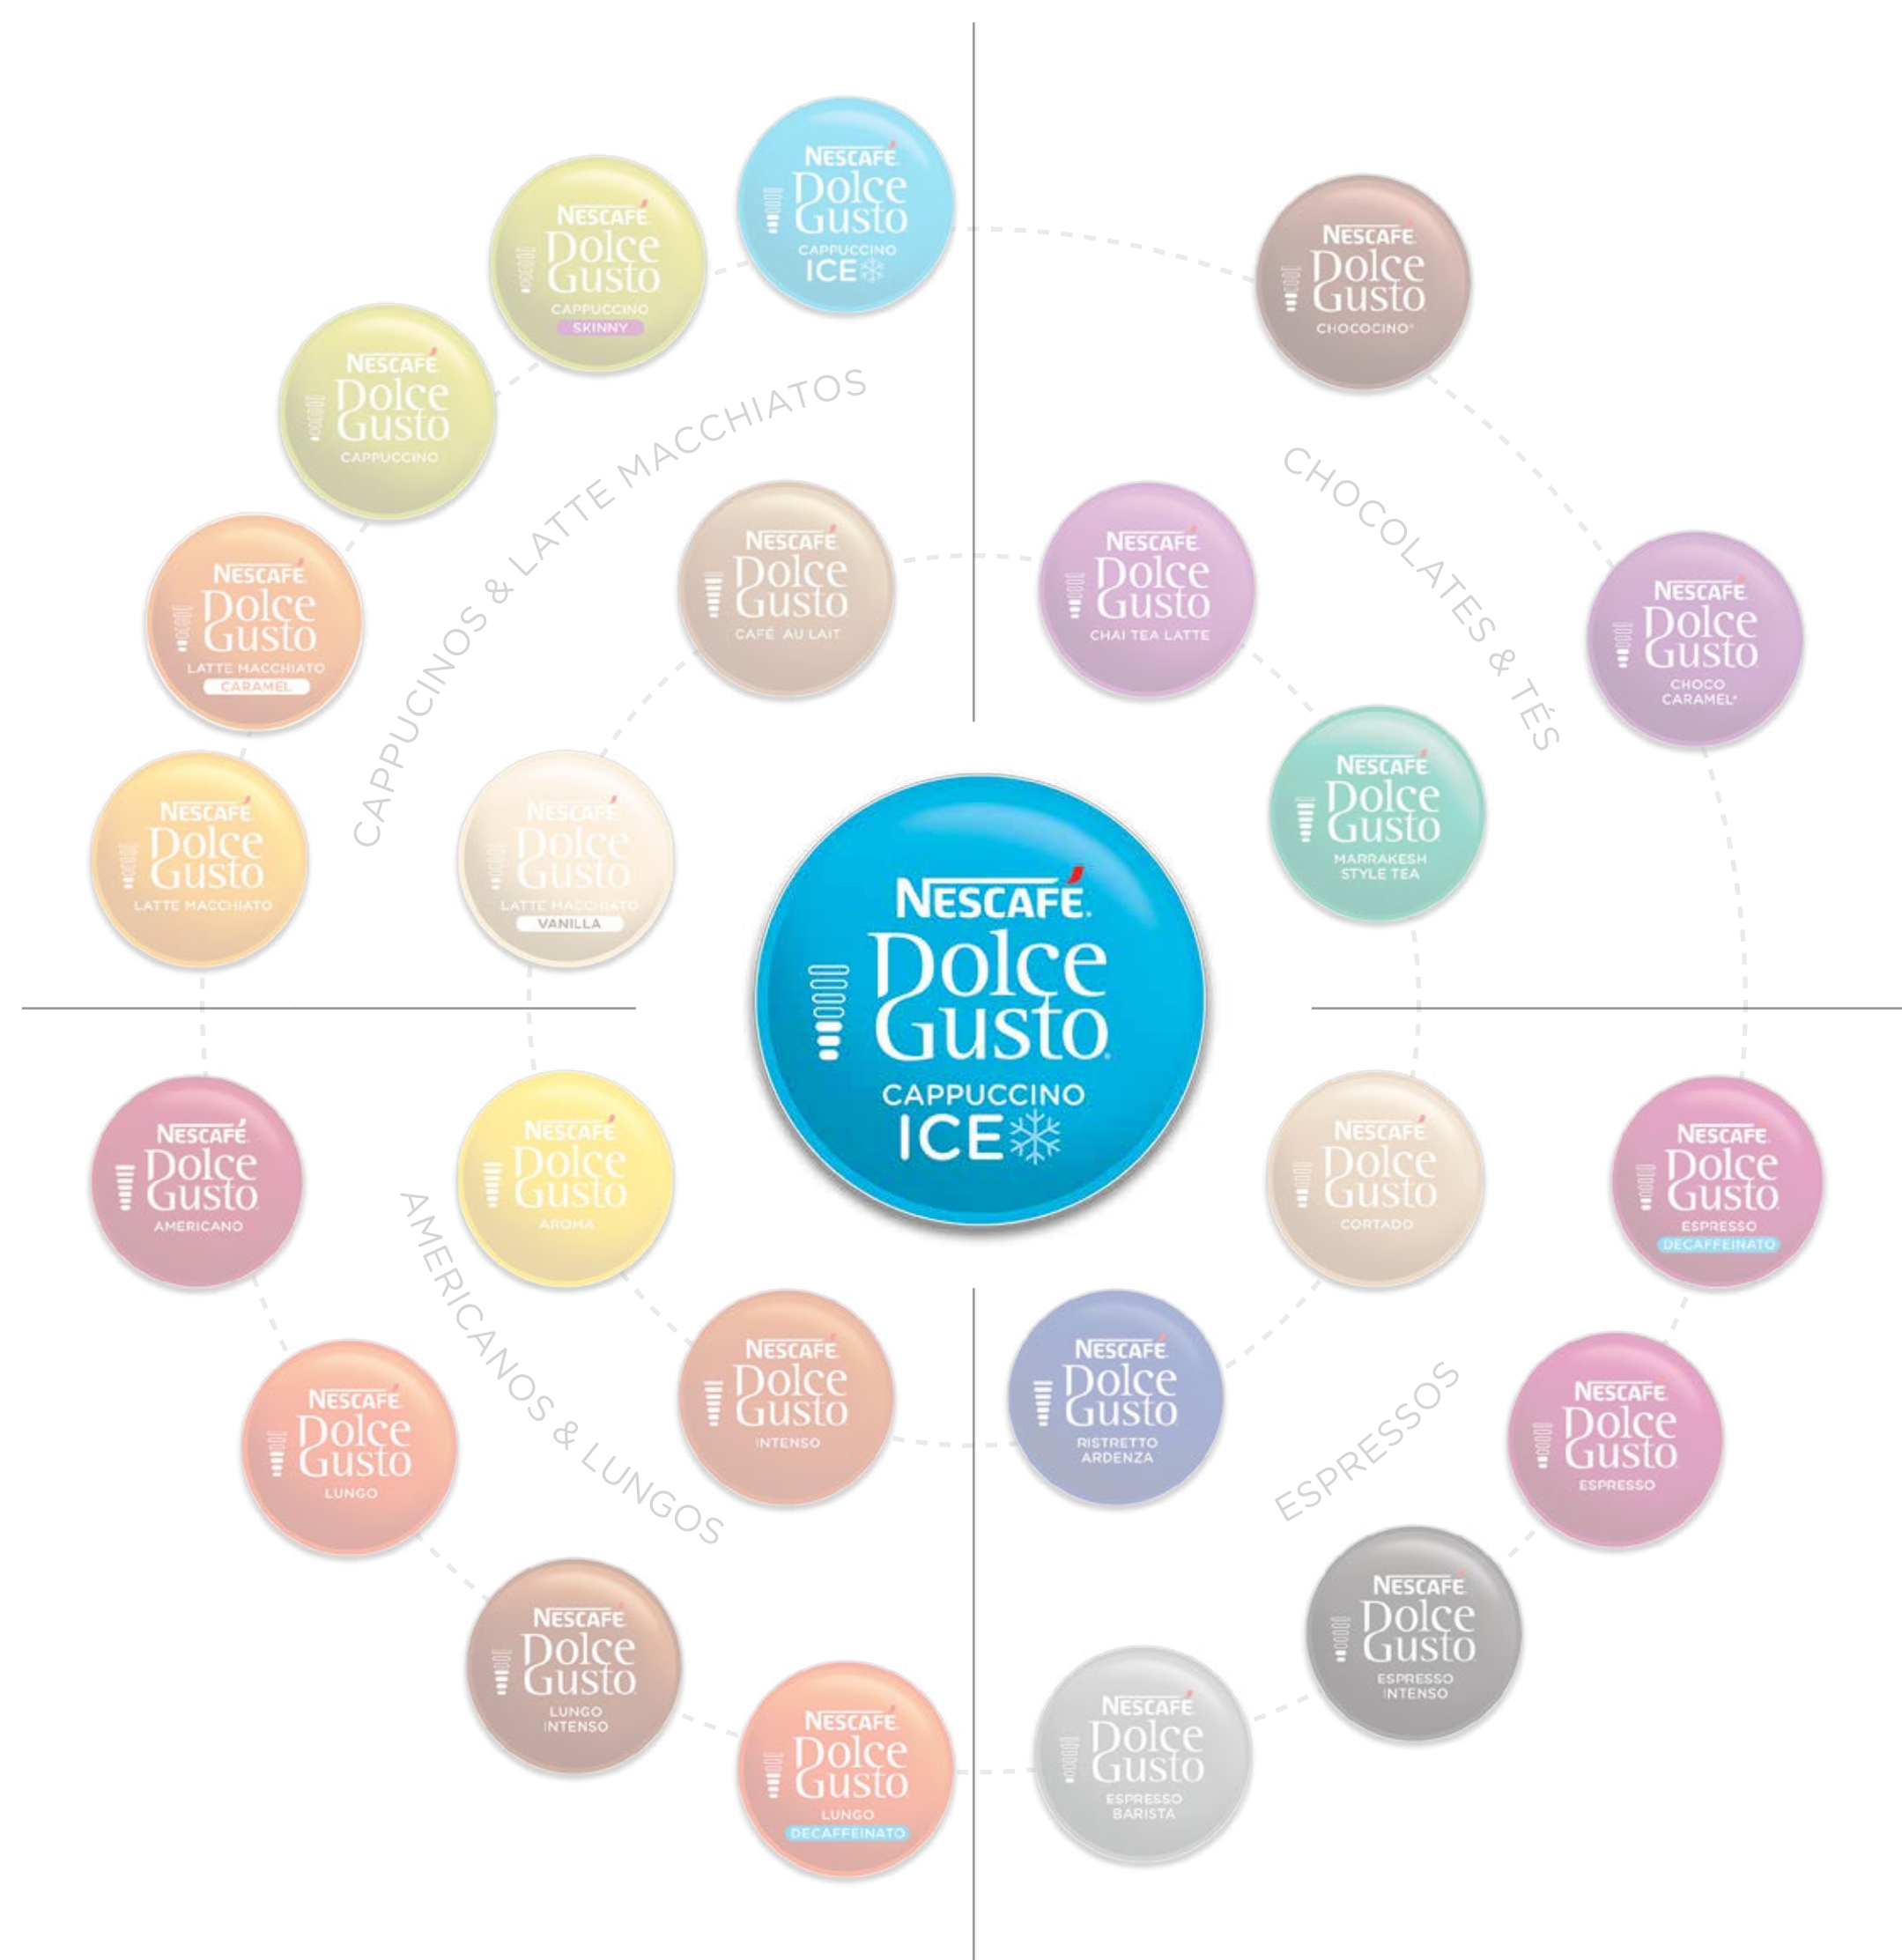 NESCAFÉ
Dolce
Gusto
CAPPUCCINO
ICE
NESCAFÉ
Dolce
Gusto
CAPPUCCINO
SKINNY
NESCAFÉ
Dolce
Gusto
CAPPUCCINO
NESCAFÉ
Dolce
Gusto
LATTE MACCHIATO
CARAMEL
NESCAFÉ
Dolce
Gusto
LATTE MACCHIATO
CAPPUCINOS & LATTE MACCHIATOS
NESCAFÉ
Dolce
Gusto
CAFÉ AU LAIT
NESCAFÉ
Dolce
Gusto
LATTE MACCHIATO
VANILLA
NESCAFÉ
Dolce
Gusto
CHOCOCINO*
CHOCOLATES & TÉS
NESCAFÉ
Dolce
Gusto
CHOCO
CARAMEL*
NESCAFÉ
Dolce
Gusto
CHAI TEA LATTE
NESCAFÉ
Dolce
Gusto
MARRAKESH
STYLE TEA
NESCAFÉ.
Dolce
Gusto
CAPPUCCINO
ICE
NESCAFÉ
Dolce
Gusto
AMERICANO
NESCAFÉ
Dolce
Gusto
AROMA
AMERICANOS & LUNGOS
NESCAFÉ
Dolce
Gusto
LUNGO
NESCAFÉ
Dolce
Gusto
INTENSO
NESCAFÉ
Dolce
Gusto
LUNGO
INTENSO
NESCAFÉ
Dolce
Gusto
LUNGO
DECAFFEINATO
NESCAFÉ
Dolce
Gusto
CORTADO
NESCAFÉ
Dolce
Gusto
ESPRESSO
DECAFFEINATO
NESCAFÉ
Dolce
Gusto
RISTRETTO
ARDENZA
ESPRESSOS
NESCAFÉ
Dolce
Gusto
ESPRESSO
NESCAFÉ
Dolce
Gusto
ESPRESSO
INTENSO
NESCAFÉ
Dolce
Gusto
ESPRESSO
BARISTA